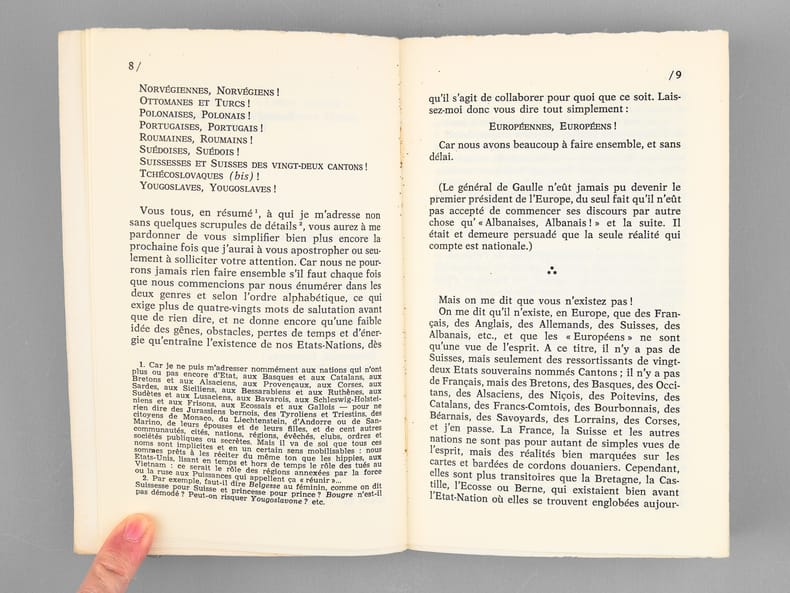 8/
NORVÉGIENNES, NORVÉGIENS !
OTTOMANES ET TURCS !
POLONAISES, POLONAIS !
PORTUGAISES, PORTUGAIS !
ROUMAINES, ROUMAINS !
SUÉDOISES, SUÉDOIS !
SUISSESSES ET SUISSES DES VINGT-DEUX CANTONS !
TCHÉCOSLOVAQUES (bis) !
YOUGOSLAVES, YOUGOSLAVES !
Vous tous, en résumé ¹, à qui je m'adresse non
sans quelques scrupules de détails ², vous aurez à me
pardonner de vous simplifier bien plus encore la
prochaine fois que j'aurai à vous apostropher ou seu-
lement à solliciter votre attention. Car nous ne pour-
rons jamais rien faire ensemble s'il faut chaque fois
que nous commencions par nous énumérer dans les
deux genres et selon l'ordre alphabétique, ce qui
exige plus de quatre-vingts mots de salutation avant
que de rien dire, et ne donne encore qu'une faible
idée des gênes, obstacles, pertes de temps et d'éner-
gie qu'entraîne l'existence de nos Etats-Nations, dès
1. Car je ne puis m'adresser nommément aux nations qui n'ont
plus ou pas encore d'Etat, aux Basques et aux Catalans, aux
Bretons et aux Alsaciens, aux Provençaux, aux Corses, aux
Sardes, aux Siciliens, aux Bessarabiens et aux Ruthènes, aux
Sudètes et aux Lusaciens, aux Bavarois, aux Schleswig-Holstei-
niens et aux Frisons, aux Ecossais et aux Gallois — pour ne
rien dire des Jurassiens bernois, des Tyroliens et Triestins, des
citoyens de Monaco, du Liechtenstein, d'Andorre ou de San-
Marino, de leurs épouses et de leurs filles, et de cent autres
communautés, cités, nations, régions, évêchés, clubs, ordres et
sociétés publiques ou secrètes. Mais il va de soi que tous ces
noms sont implicites et en un certain sens mobilisables : nous
sommes prêts à les réciter du même ton que les hippies, aux
Etats-Unis, lisant en temps et hors de temps le rôle des tués au
Vietnam : ce serait le rôle des régions annexées par la force
ou la ruse aux Puissances qui appellent ça « réunir »...
2. Par exemple, faut-il dire Belgesse au féminin, comme on dit
Suissesse pour Suisse et princesse pour prince ? Bougre n'est-il
pas démodé ? Peut-on risquer Yougoslavone ? etc.
/9
qu'il s'agit de collaborer pour quoi que ce soit. Lais-
sez-moi donc vous dire tout simplement :
EUROPÉENNES, EUROPÉENS !
Car nous avons beaucoup à faire ensemble, et sans
délai.
(Le général de Gaulle n'eût jamais pu devenir le
premier président de l'Europe, du seul fait qu'il n'eût
pas accepté de commencer ses discours par autre
chose qu' « Albanaises, Albanais ! » et la suite. Il
était et demeure persuadé que la seule réalité qui
compte est nationale.)
Mais on me dit que vous n'existez pas !
On me dit qu'il n'existe, en Europe, que des Fran-
çais, des Anglais, des Allemands, des Suisses, des
Albanais, etc., et que les « Européens » ne sont
qu'une vue de l'esprit. A ce titre, il n'y a pas de
Suisses, mais seulement des ressortissants de vingt-
deux Etats souverains nommés Cantons ; il n'y a pas
de Français, mais des Bretons, des Basques, des Occi-
tans, des Alsaciens, des Niçois, des Poitevins, des
Catalans, des Francs-Comtois, des Bourbonnais, des
Béarnais, des Savoyards, des Lorrains, des Corses,
et j'en passe. La France, la Suisse et les autres
nations ne sont pas pour autant de simples vues de
l'esprit, mais des réalités bien marquées sur les
cartes et bardées de cordons douaniers. Cependant,
elles sont plus transitoires que la Bretagne, la Cas-
tille, l'Ecosse ou Berne, qui existaient bien avant
l'Etat-Nation où elles se trouvent englobées aujour-